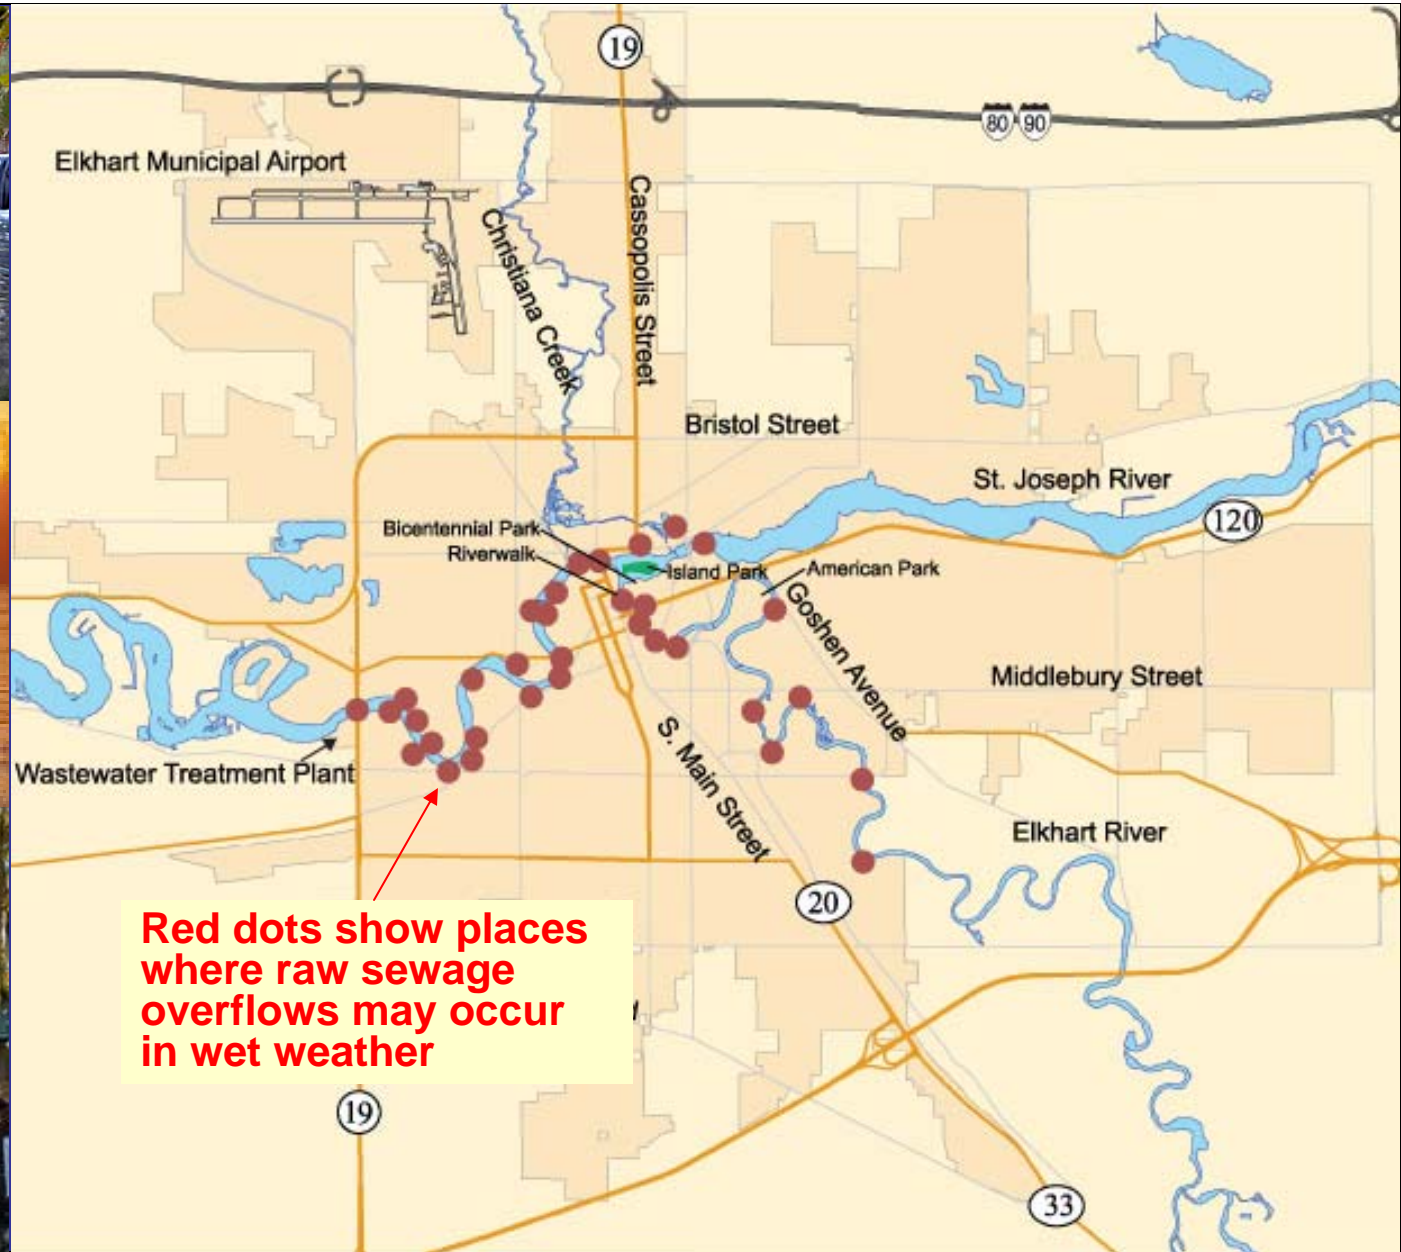 19
80 90
Elkhart Municipal Airport
Cassopolis Street
Christiana Creek
Bristol Street
St. Joseph River
120
Bicentennial Park
Riverwalk
Island Park
American Park
Goshen Avenue
Middlebury Street
S. Main Street
Wastewater Treatment Plant
Elkhart River
20
Red dots show places
where raw sewage
overflows may occur
in wet weather
19
33